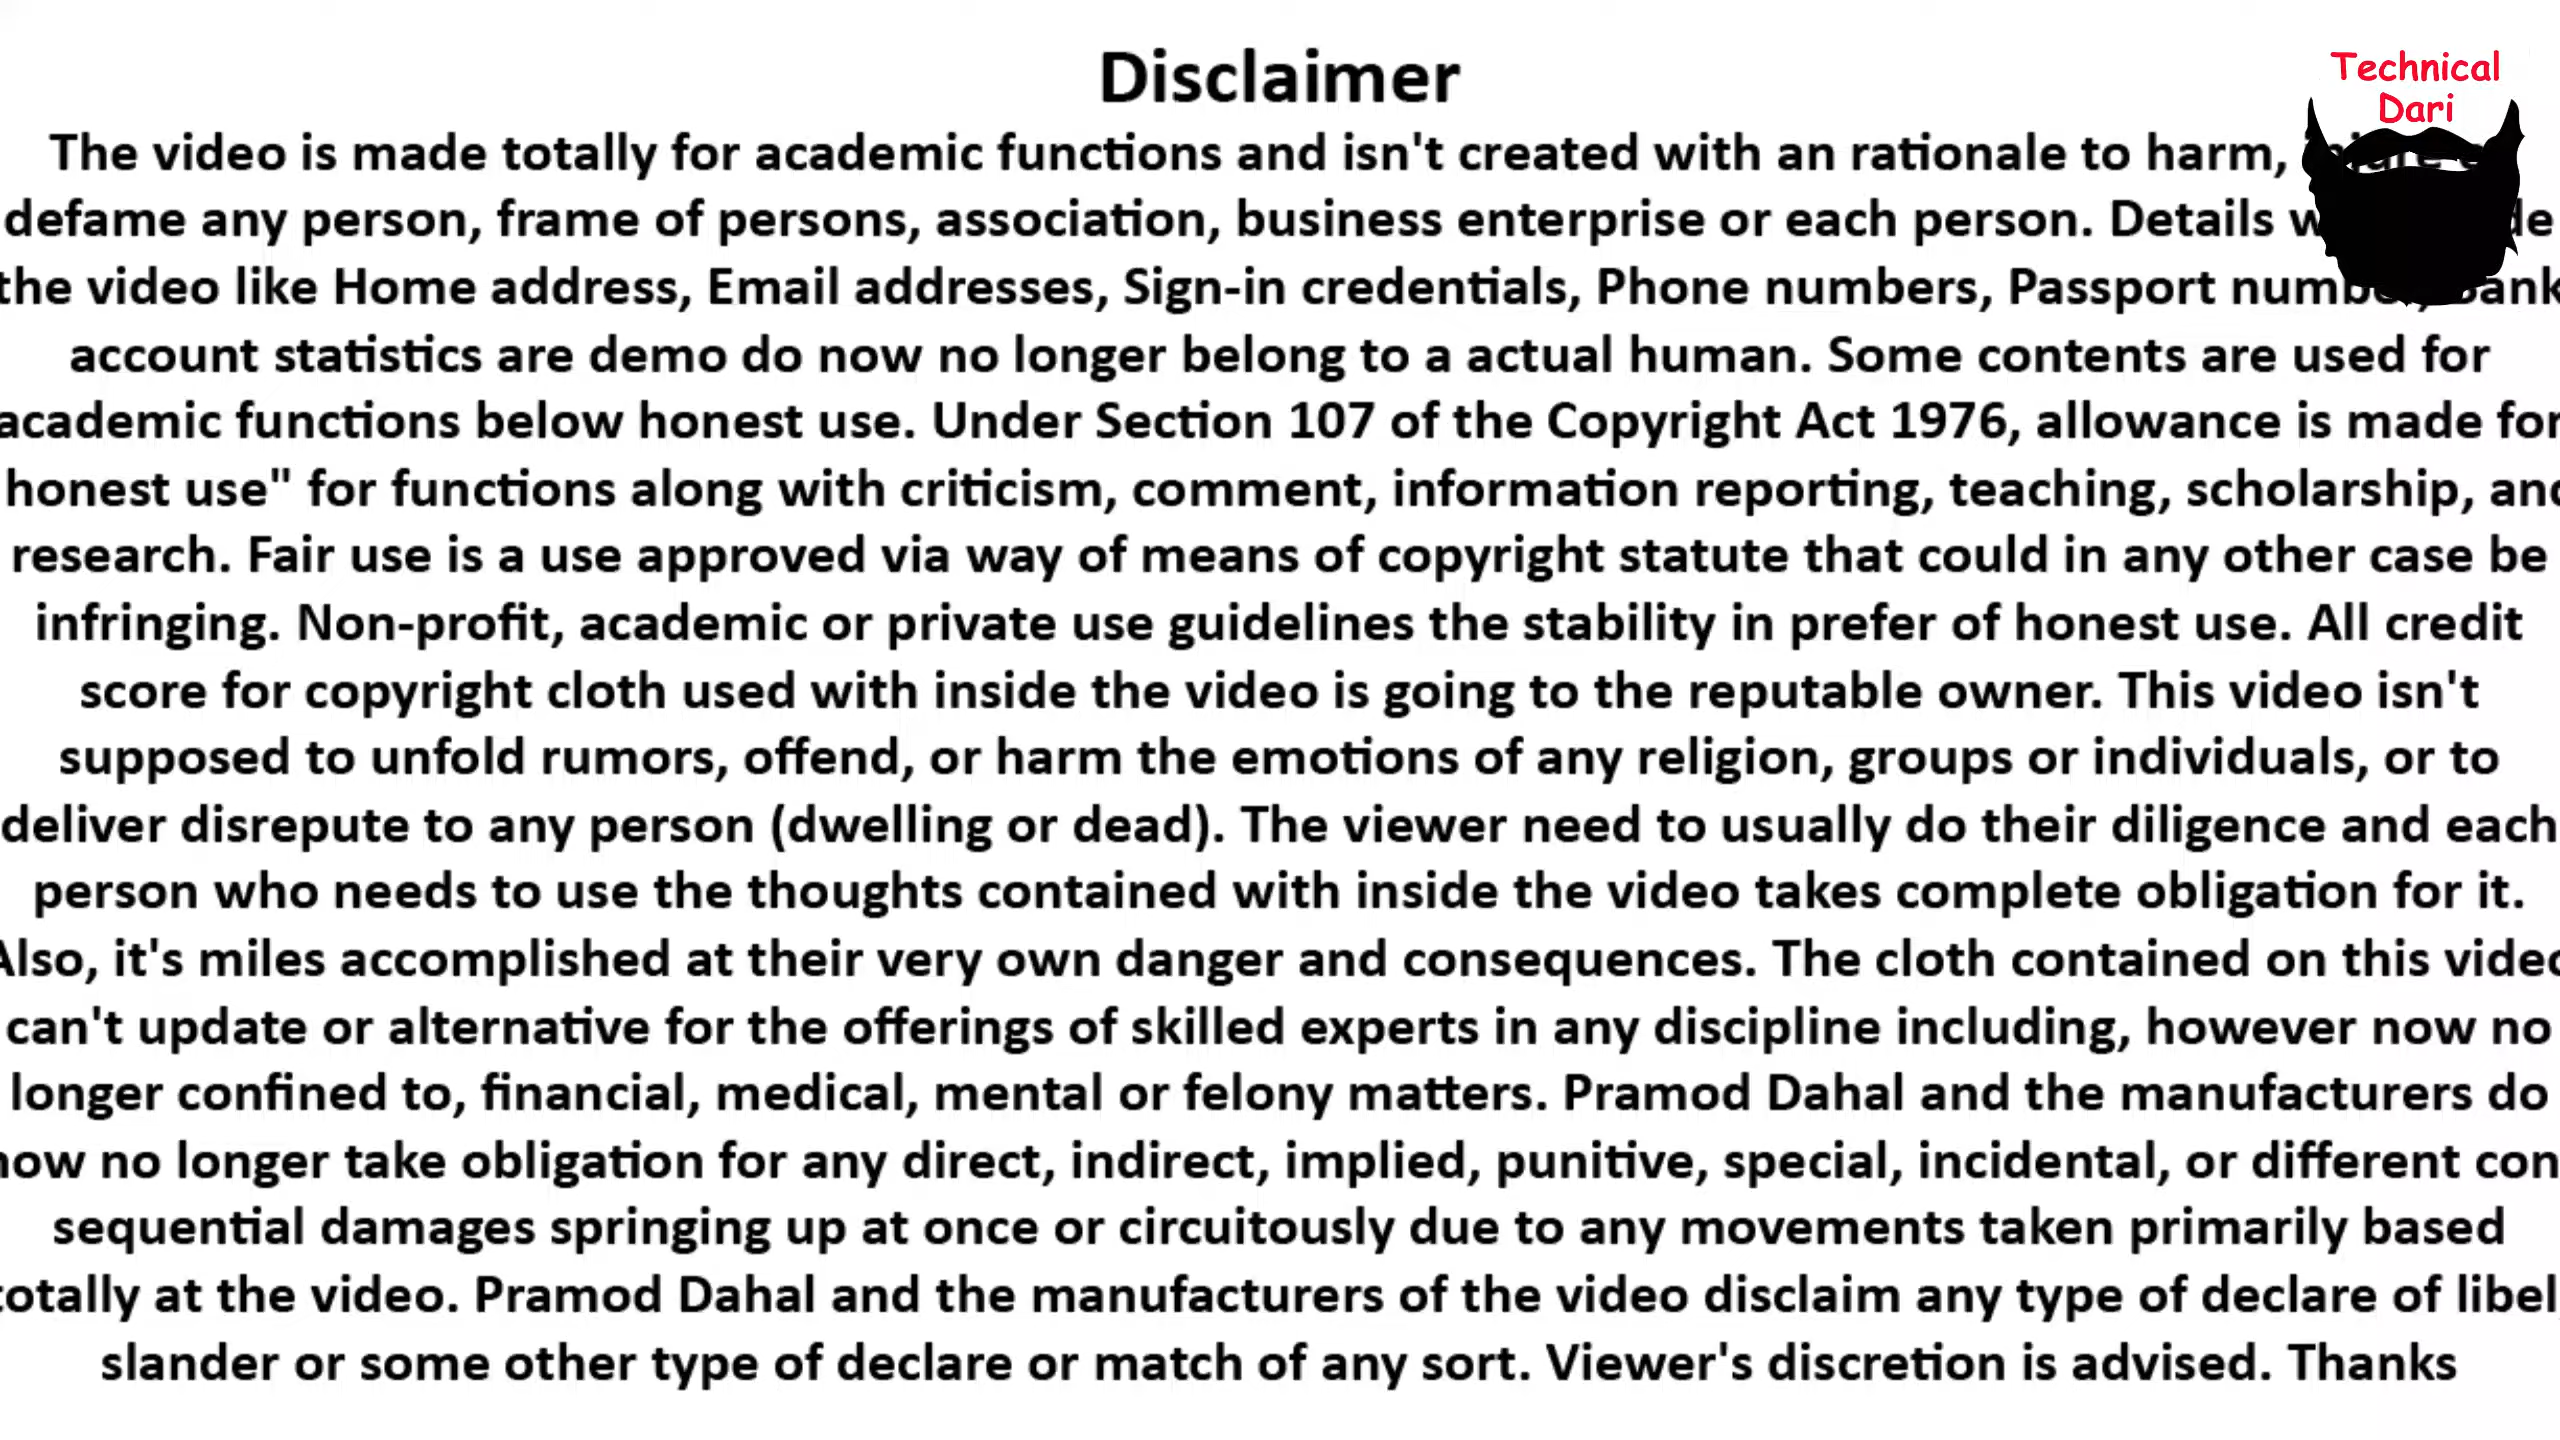 Disclaimer
Technical
Dari
The video is made totally for academic functions and isn't created with an rationale to harm,
defame any person, frame of persons, association, business enterprise or each person. Details
the video like Home address, Email addresses, Sign-in credentials, Phone numbers, Passport number, Bank
account statistics are demo do now no longer belong to a actual human. Some contents are used for
academic functions below honest use. Under Section 107 of the Copyright Act 1976, allowance is made for
honest use" for functions along with criticism, comment, information reporting, teaching, scholarship, and
research. Fair use is a use approved via way of means of copyright statute that could in any other case be
infringing. Non-profit, academic or private use guidelines the stability in prefer of honest use. All credit
score for copyright cloth used with inside the video is going to the reputable owner. This video isn't
supposed to unfold rumors, offend, or harm the emotions of any religion, groups or individuals, or to
deliver disrepute to any person (dwelling or dead). The viewer need to usually do their diligence and each
person who needs to use the thoughts contained with inside the video takes complete obligation for it.
Also, it's miles accomplished at their very own danger and consequences. The cloth contained on this video
can't update or alternative for the offerings of skilled experts in any discipline including, however now no
longer confined to, financial, medical, mental or felony matters. Pramod Dahal and the manufacturers do
now no longer take obligation for any direct, indirect, implied, punitive, special, incidental, or different con
sequential damages springing up at once or circuitously due to any movements taken primarily based
totally at the video. Pramod Dahal and the manufacturers of the video disclaim any type of declare of libel,
slander or some other type of declare or match of any sort. Viewer's discretion is advised. Thanks